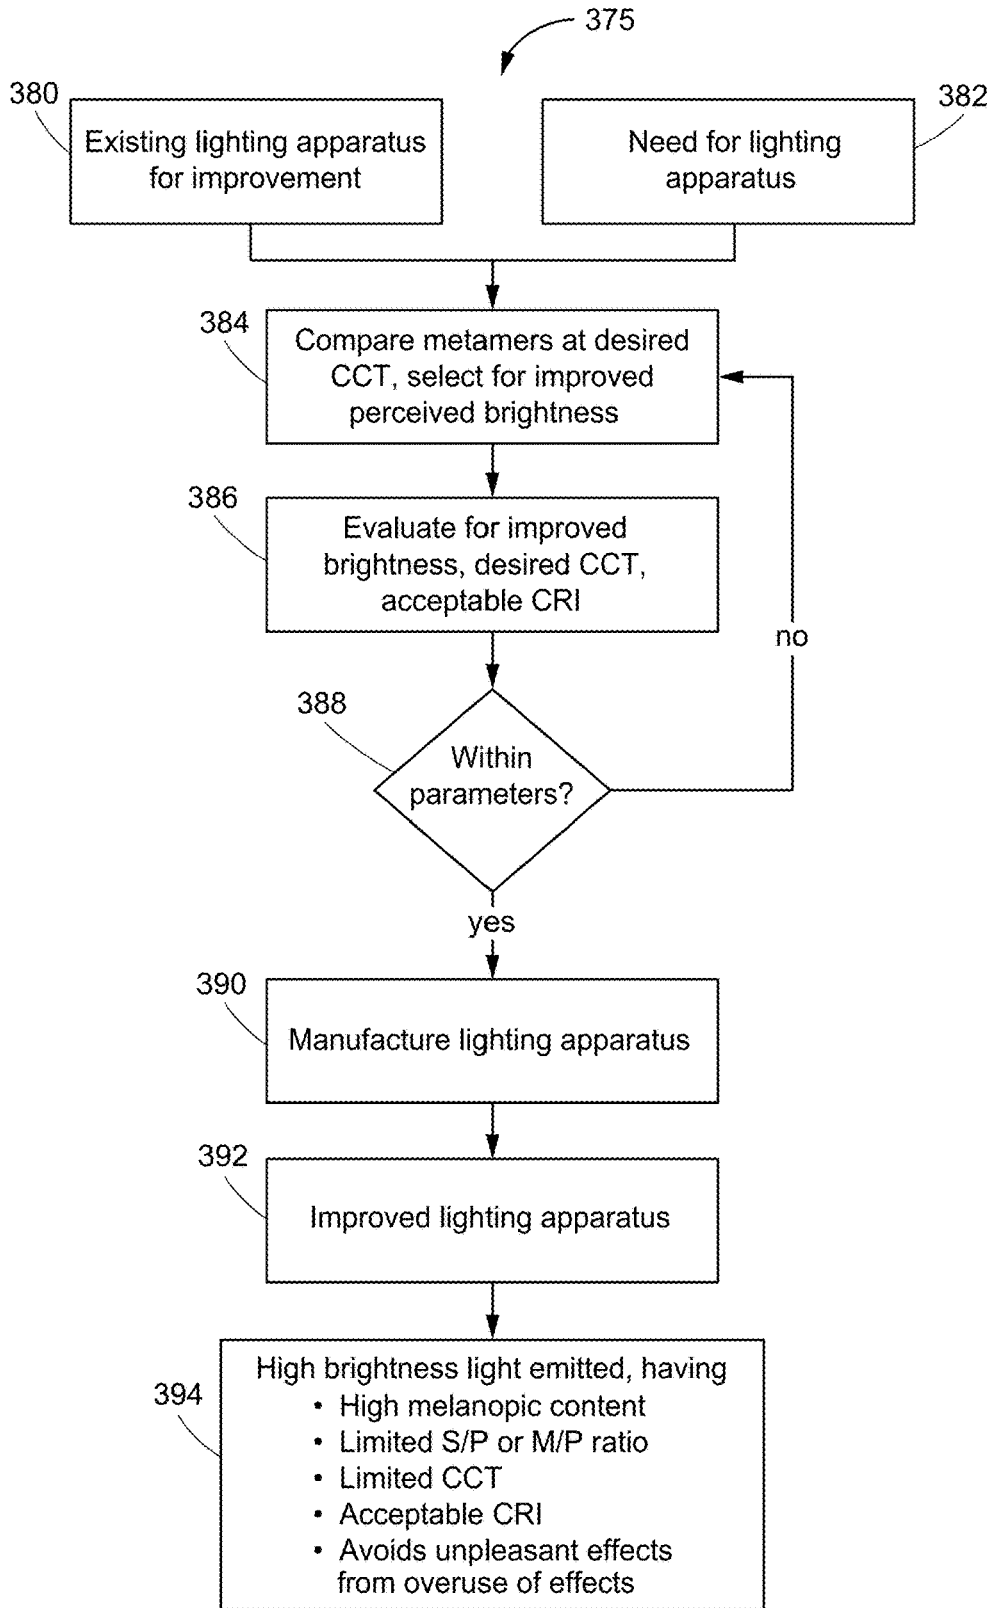 375
380
382
Existing lighting apparatus
for improvement
Need for lighting
apparatus
384
Compare metamers at desired
CCT, select for improved
perceived brightness
386
Evaluate for improved
brightness, desired CCT,
acceptable CRI
no
388
Within
parameters?
yes
390
Manufacture lighting apparatus
392
Improved lighting apparatus
394
High brightness light emitted, having
• High melanopic content
• Limited S/P or M/P ratio
• Limited CCT
• Acceptable CRI
• Avoids unpleasant effects
from overuse of effects